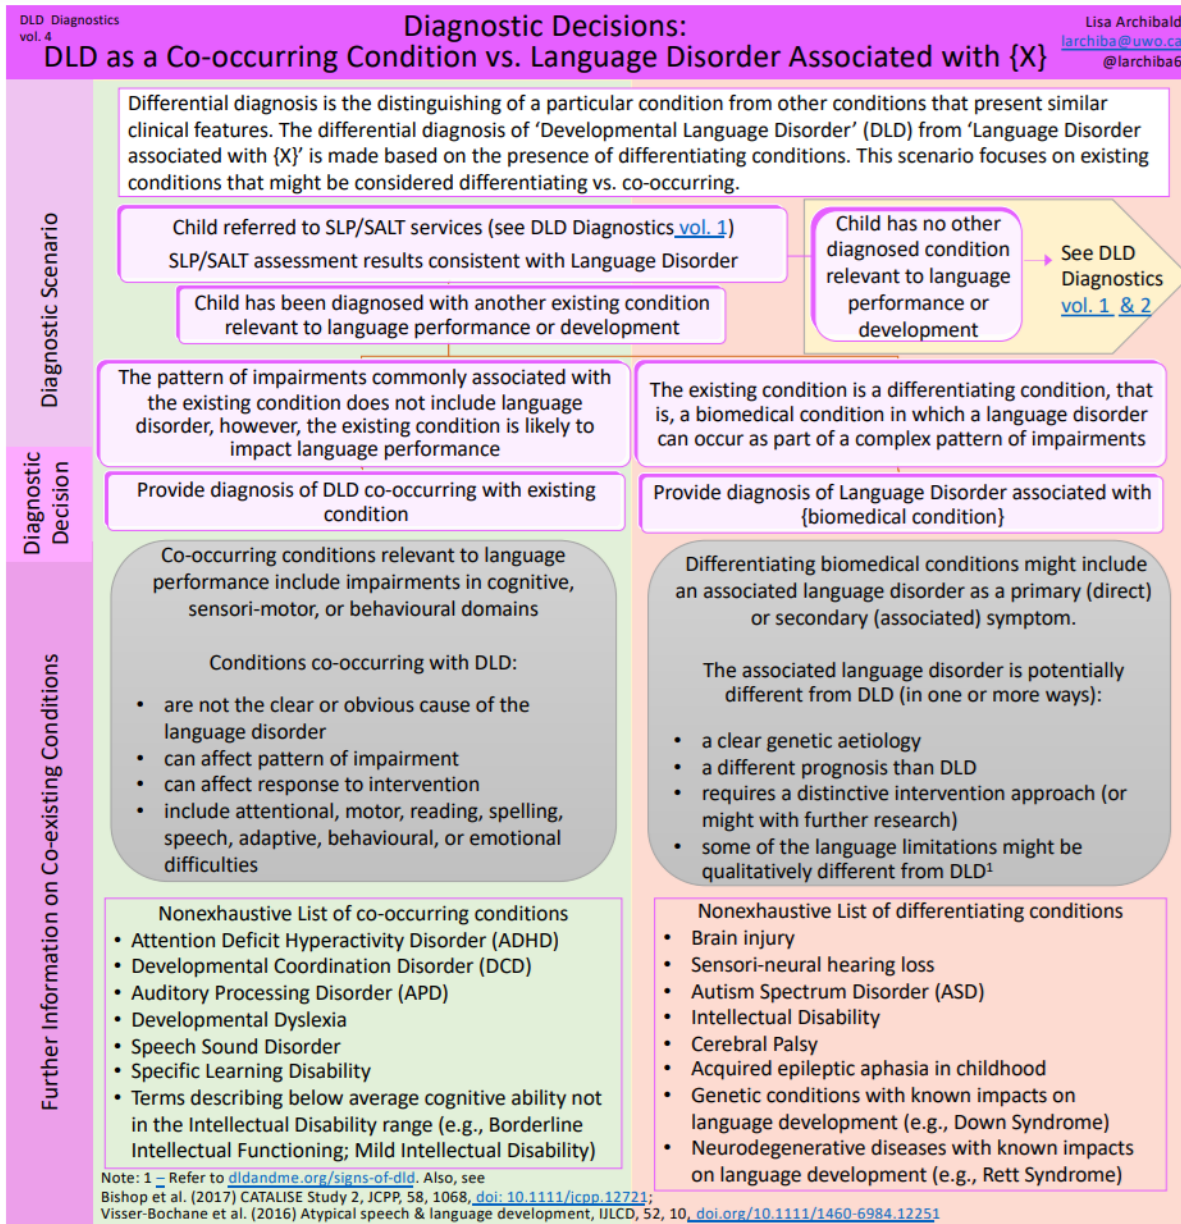 DLD Diagnostics
vol. 4
Diagnostic Decisions:
DLD as a Co-occurring Condition vs. Language Disorder Associated with {X}
Lisa Archibald
larchiba@uwo.ca
@larchiba6
Diagnostic Scenario
Differential diagnosis is the distinguishing of a particular condition from other conditions that present similar
clinical features. The differential diagnosis of ‘Developmental Language Disorder’ (DLD) from ‘Language Disorder
associated with {X}’ is made based on the presence of differentiating conditions. This scenario focuses on existing
conditions that might be considered differentiating vs. co-occurring.
Child referred to SLP/SALT services (see DLD Diagnostics vol. 1)
SLP/SALT assessment results consistent with Language Disorder
Child has no other
diagnosed condition
relevant to language
performance or
development
See DLD
Diagnostics
vol. 1 & 2
Child has been diagnosed with another existing condition
relevant to language performance or development
The pattern of impairments commonly associated with
the existing condition does not include language
disorder, however, the existing condition is likely to
impact language performance
The existing condition is a differentiating condition, that
is, a biomedical condition in which a language disorder
can occur as part of a complex pattern of impairments
Diagnostic
Decision
Provide diagnosis of DLD co-occurring with existing
condition
Provide diagnosis of Language Disorder associated with
{biomedical condition}
Further Information on Co-existing Conditions
Co-occurring conditions relevant to language
performance include impairments in cognitive,
sensori-motor, or behavioural domains
Conditions co-occurring with DLD:
• are not the clear or obvious cause of the
language disorder
• can affect pattern of impairment
• can affect response to intervention
• include attentional, motor, reading, spelling,
speech, adaptive, behavioural, or emotional
difficulties
Differentiating biomedical conditions might include
an associated language disorder as a primary (direct)
or secondary (associated) symptom.
The associated language disorder is potentially
different from DLD (in one or more ways):
• a clear genetic aetiology
• a different prognosis than DLD
• requires a distinctive intervention approach (or
might with further research)
• some of the language limitations might be
qualitatively different from DLD¹
Nonexhaustive List of co-occurring conditions
• Attention Deficit Hyperactivity Disorder (ADHD)
• Developmental Coordination Disorder (DCD)
• Auditory Processing Disorder (APD)
• Developmental Dyslexia
• Speech Sound Disorder
• Specific Learning Disability
• Terms describing below average cognitive ability not
in the Intellectual Disability range (e.g., Borderline
Intellectual Functioning; Mild Intellectual Disability)
Nonexhaustive List of differentiating conditions
• Brain injury
• Sensori-neural hearing loss
• Autism Spectrum Disorder (ASD)
• Intellectual Disability
• Cerebral Palsy
• Acquired epileptic aphasia in childhood
• Genetic conditions with known impacts on
language development (e.g., Down Syndrome)
• Neurodegenerative diseases with known impacts
on language development (e.g., Rett Syndrome)
Note: 1 – Refer to dldandme.org/signs-of-dld. Also, see
Bishop et al. (2017) CATALISE Study 2, JCPP, 58, 1068, doi: 10.1111/jcpp.12721;
Visser-Bochane et al. (2016) Atypical speech & language development, IJLCD, 52, 10, doi.org/10.1111/1460-6984.12251